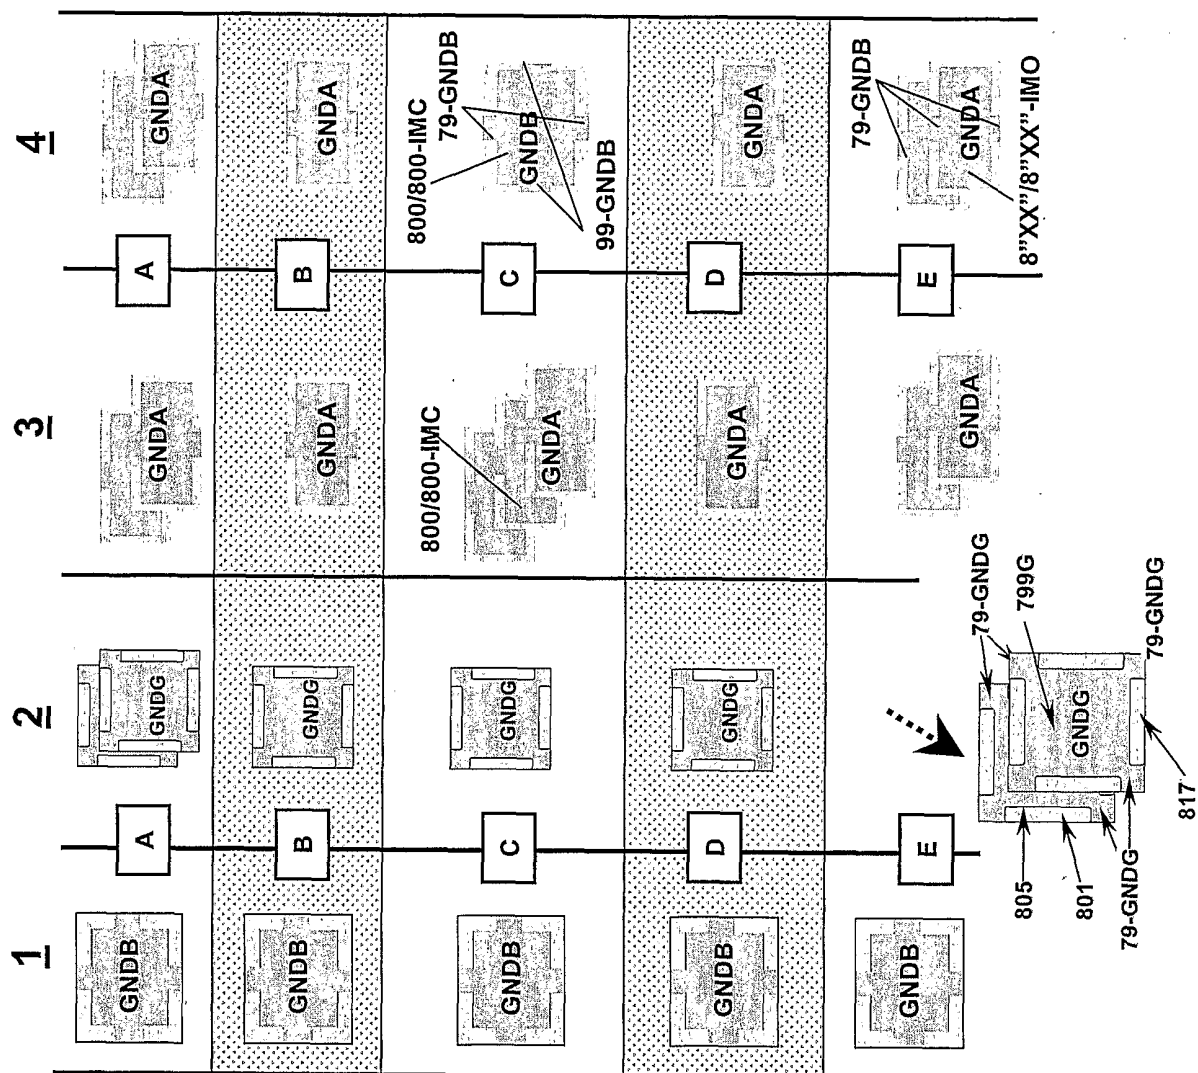 1
2
3
4
GNDB
A
GNDG
GNDA
A
GNDA
GNDB
B
GNDG
GNDA
B
GNDA
800/800-IMC
800/800-IMC
79-GNDB
GNDB
C
GNDG
GNDA
C
GNDB
99-GNDB
GNDB
D
GNDG
GNDA
D
GNDA
79-GNDB
GNDB
E
GNDA
E
GNDA
8"XX"/8"XX"-IMO
79-GNDG
799G
805
801
GNDG
79-GNDG
79-GNDG
817